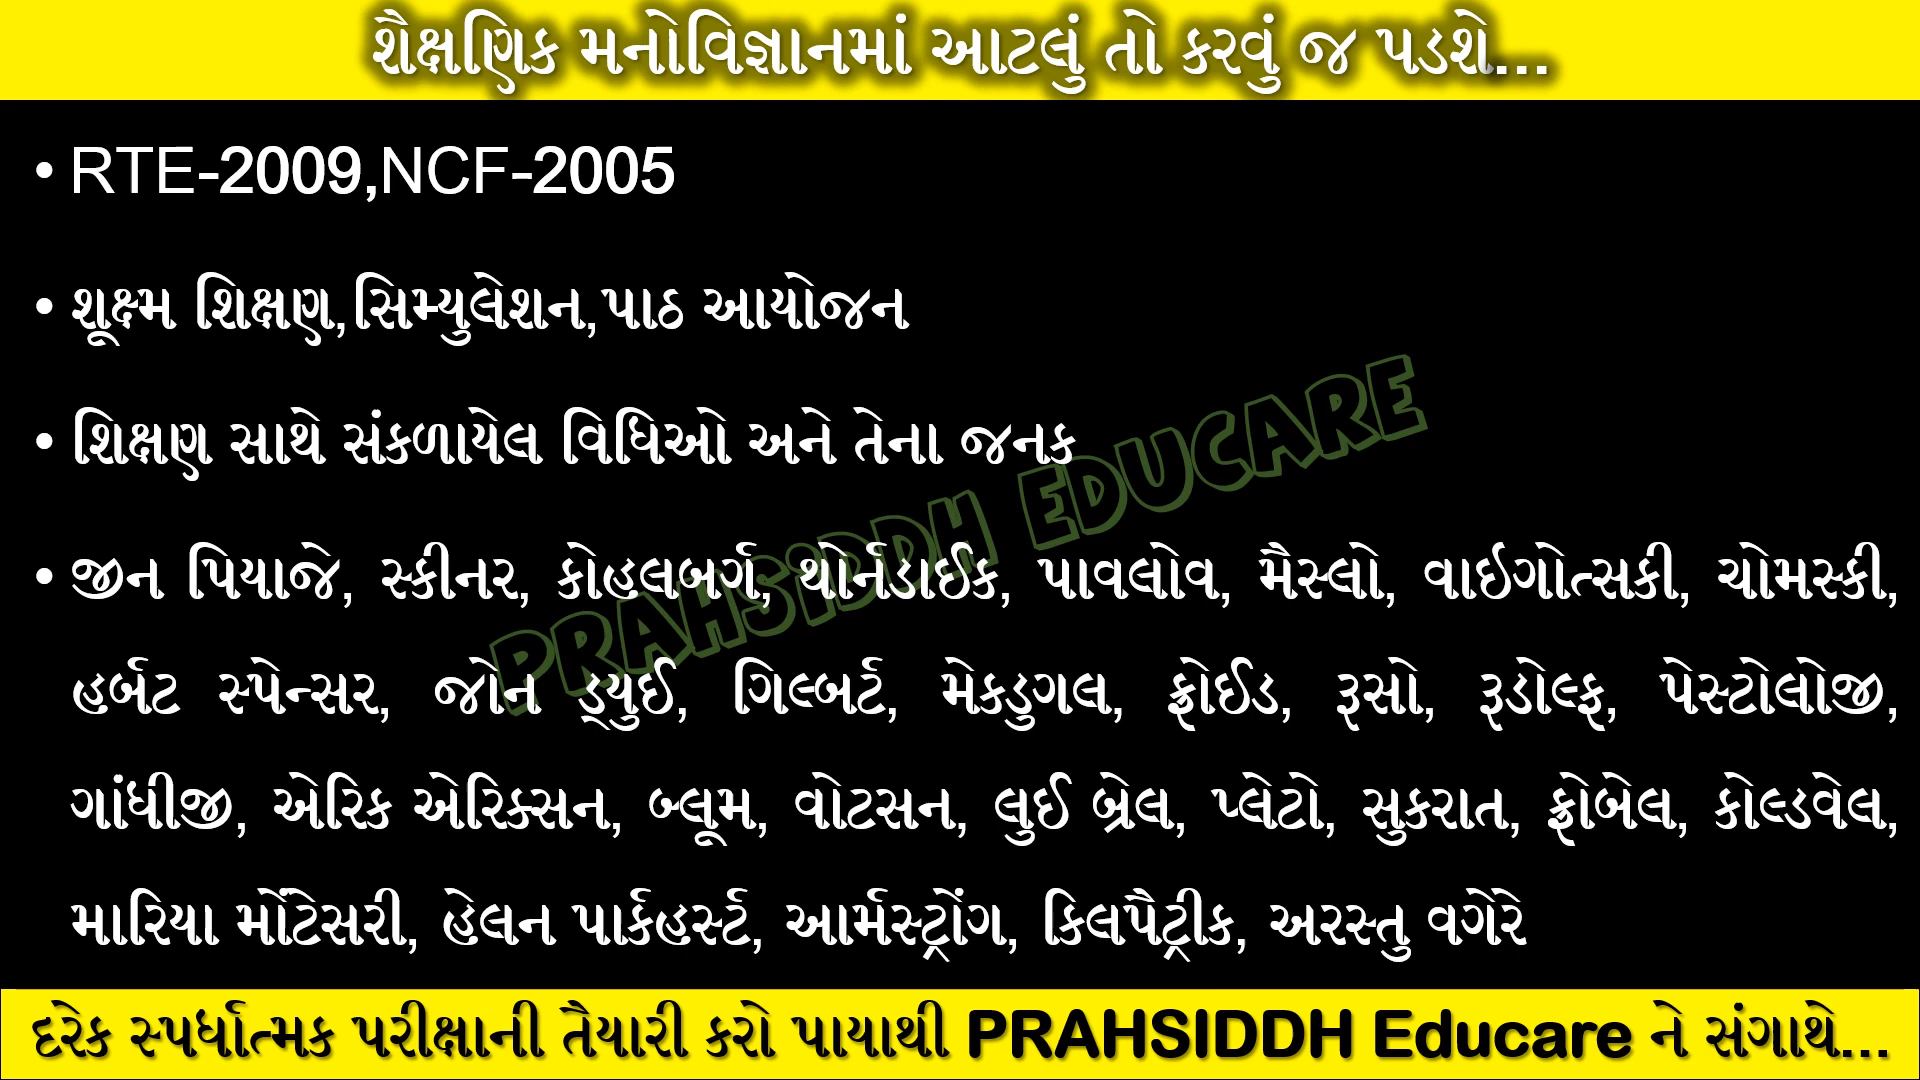 શૈક્ષણિક મનોવિજ્ઞાનમાં આટલું તો કરવું જ પડશે...
• RTE-2009,NCF-2005
• શૂક્ષ્મ શિક્ષણ,સિમ્યુલેશન,પાઠ આયોજન
• શિક્ષણ સાથે સંકળાયેલ વિધિઓ અને તેના જનક
• જીન પિયાજે, સ્કીનર, કોહલબર્ગ, થોર્નડાઈક, પાવલોવ, મૈસ્લો, વાઇગોત્સકી, ચોમસ્કી,
હર્બટ સ્પેન્સર, જોન ડ્યુઈ, ગિલ્બર્ટ, મેકડુગલ, ફ્રોઈડ, રૂસો, રૂડોલ્ફ, પેસ્ટોલોજી,
ગાંધીજી, એરિક એરિક્સન, બ્લૂમ, વોટસન, લુઈ બ્રેલ, પ્લેટો, સુકરાત, ફ્રોબેલ, કોલ્ડવેલ,
મારિયા મોંટેસરી, હેલન પાર્કહર્સ્ટ, આર્મસ્ટ્રોંગ, કિલપૈટ્રીક, અરસ્તુ વગેરે
PRAHSIDDH EDUCARE
દરેક સ્પર્ધાત્મક પરીક્ષાની તૈયારી કરો પાયાથી PRAHSIDDH Educare ને સંગાથે...